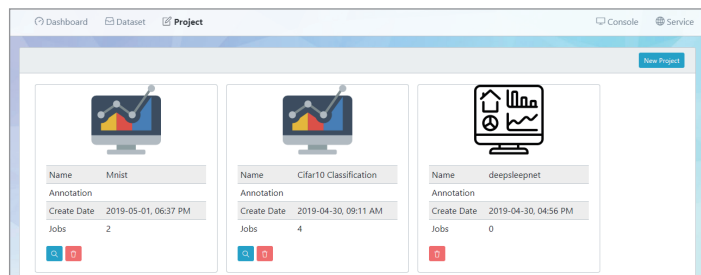 Dashboard Dataset Project Console Service
New Project
Name Mnist
Annotation
Create Date 2019-05-01, 06:37 PM
Jobs 2
Name Cifar10 Classification
Annotation
Create Date 2019-04-30, 09:11 AM
Jobs 4
Name deepsleepnet
Annotation
Create Date 2019-04-30, 04:56 PM
Jobs 0